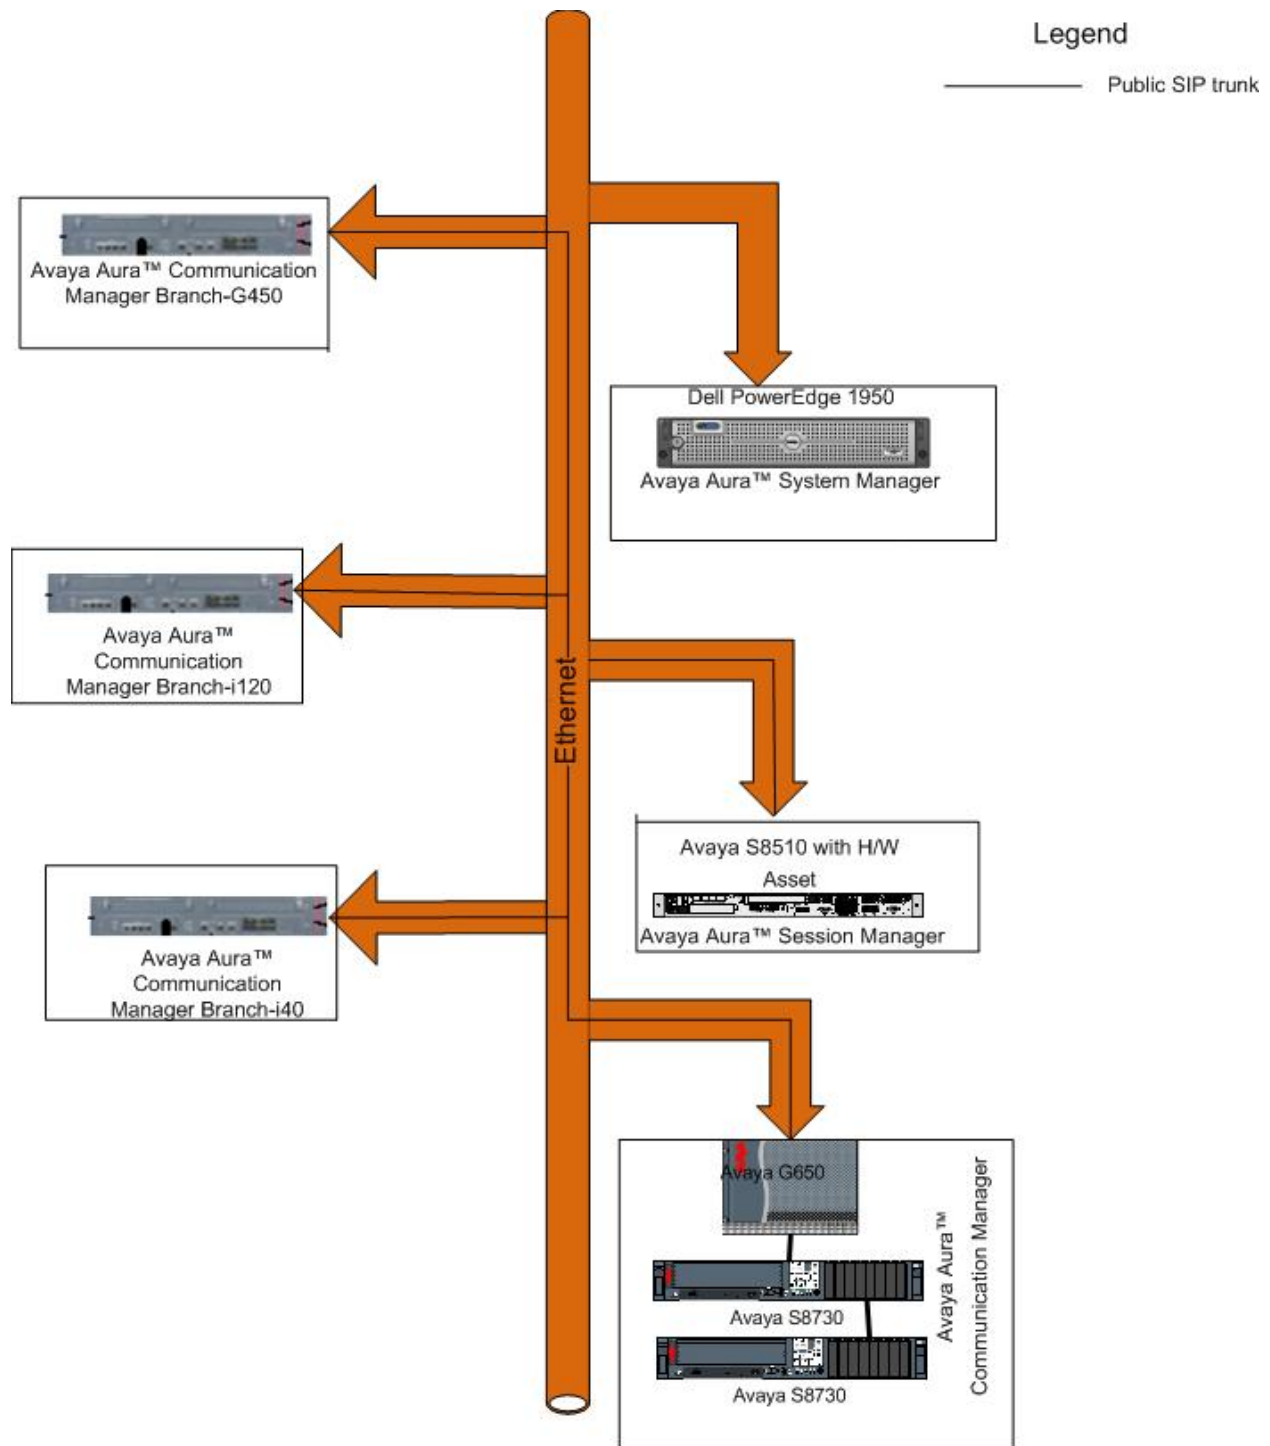 Legend
Public SIP trunk
Avaya Aura™ Communication
Manager Branch-G450
Dell PowerEdge 1950
Avaya Aura™ System Manager
Avaya Aura™
Communication
Manager Branch-i120
Ethernet
Avaya S8510 with H/W
Asset
Avaya Aura™ Session Manager
Avaya Aura™
Communication
Manager Branch-i40
Avaya G650
Avaya S8730
Avaya S8730
Avaya Aura™
Communication Manager